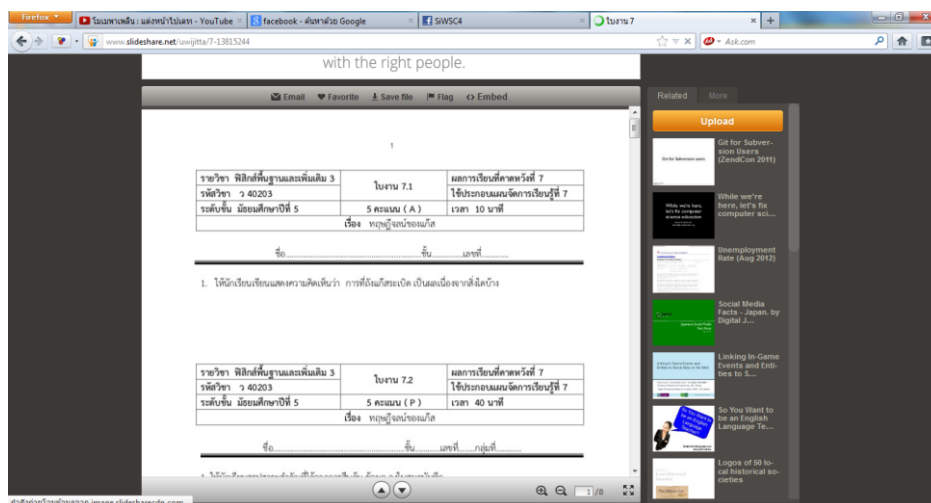 Firefox
โมเมพาเพลิน : แต่งหน้าไปเดท - YouTube
facebook - ค้นหาด้วย Google
SIWSC4
ใบงาน 7
www.slideshare.net/uwijitta/7-13815244
Ask.com
with the right people.
Email Favorite Save file Flag Embed
Related More
Upload
1
รายวิชา ฟิสิกส์พื้นฐานและเพิ่มเติม 3
ใบงาน 7.1
ผลการเรียนที่คาดหวังที่ 7
รหัสวิชา ว 40203
ใช้ประกอบแผนจัดการเรียนรู้ที่ 7
ระดับชั้น มัธยมศึกษาปีที่ 5
5 คะแนน ( A )
เวลา 10 นาที
เรื่อง ทฤษฎีจลน์ของแก๊ส
ชื่อ..............................ชั้น..........เลขที่..........
1. ให้นักเรียนเขียนแสดงความคิดเห็นว่า การที่ถังแก๊สระเบิด เป็นผลเนื่องจากสิ่งใดบ้าง
รายวิชา ฟิสิกส์พื้นฐานและเพิ่มเติม 3
ใบงาน 7.2
ผลการเรียนที่คาดหวังที่ 7
รหัสวิชา ว 40203
ใช้ประกอบแผนจัดการเรียนรู้ที่ 7
ระดับชั้น มัธยมศึกษาปีที่ 5
5 คะแนน ( P )
เวลา 40 นาที
เรื่อง ทฤษฎีจลน์ของแก๊ส
ชื่อ..............................ชั้น..........เลขที่......กลุ่มที่..........
1 /8
Git for Subver-
sion Users
(ZendCon 2011)
While we're
here, let's fix
computer sci...
Unemployment
Rate (Aug 2012)
Social Media
Facts - Japan. by
Digital J...
Linking In-Game
Events and Enti-
ties to S...
So You Want to
be an English
Language Te...
Logos of 50 lo-
cal historical so-
cieties